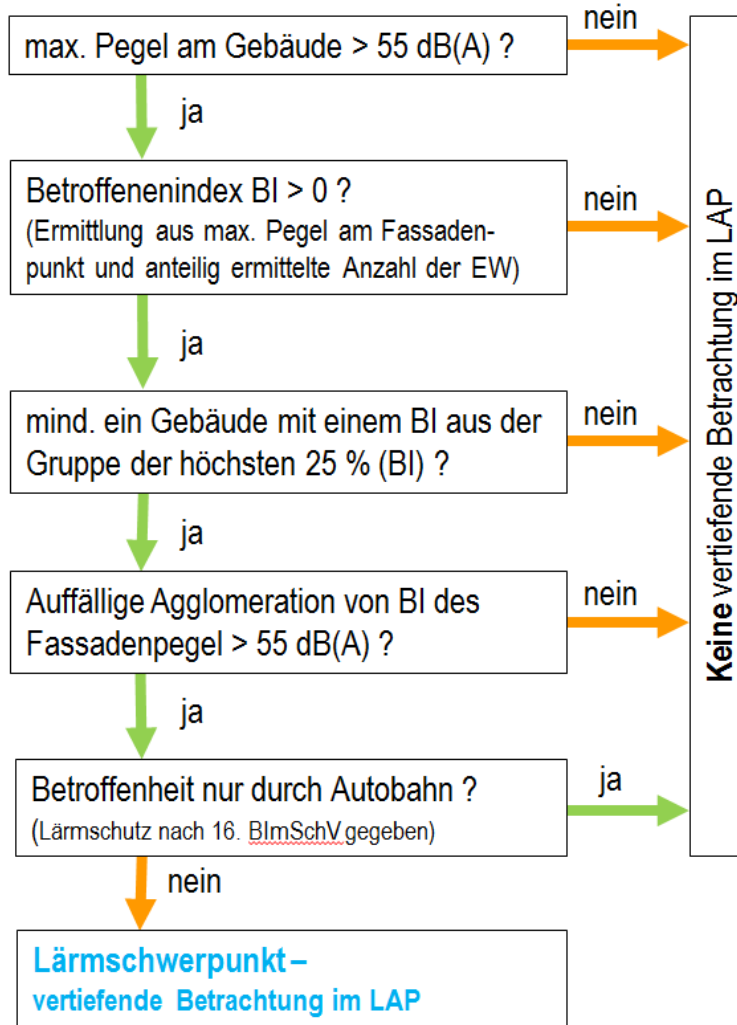 max. Pegel am Gebäude > 55 dB(A) ?
nein
ja
Betroffenenindex BI > 0 ?
(Ermittlung aus max. Pegel am Fassaden-
punkt und anteilig ermittelte Anzahl der EW)
nein
ja
mind. ein Gebäude mit einem BI aus der
Gruppe der höchsten 25 % (BI) ?
nein
ja
Auffällige Agglomeration von BI des
Fassadenpegel > 55 dB(A) ?
nein
ja
Betroffenheit nur durch Autobahn ?
(Lärmschutz nach 16. BImSchV gegeben)
ja
nein
Lärmschwerpunkt –
vertiefende Betrachtung im LAP
Keine vertiefende Betrachtung im LAP